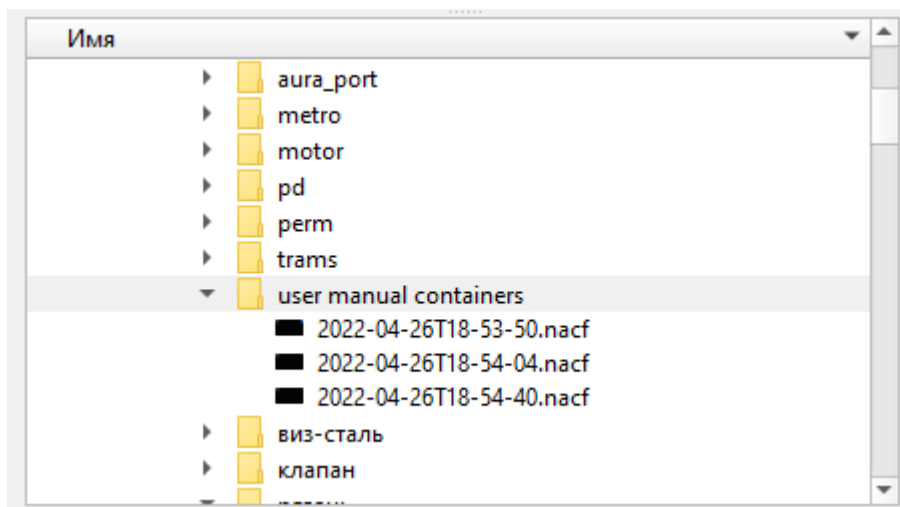 Имя
aura_port
metro
motor
pd
perm
trams
user manual containers
2022-04-26T18-53-50.nacf
2022-04-26T18-54-04.nacf
2022-04-26T18-54-40.nacf
виз-сталь
клапан